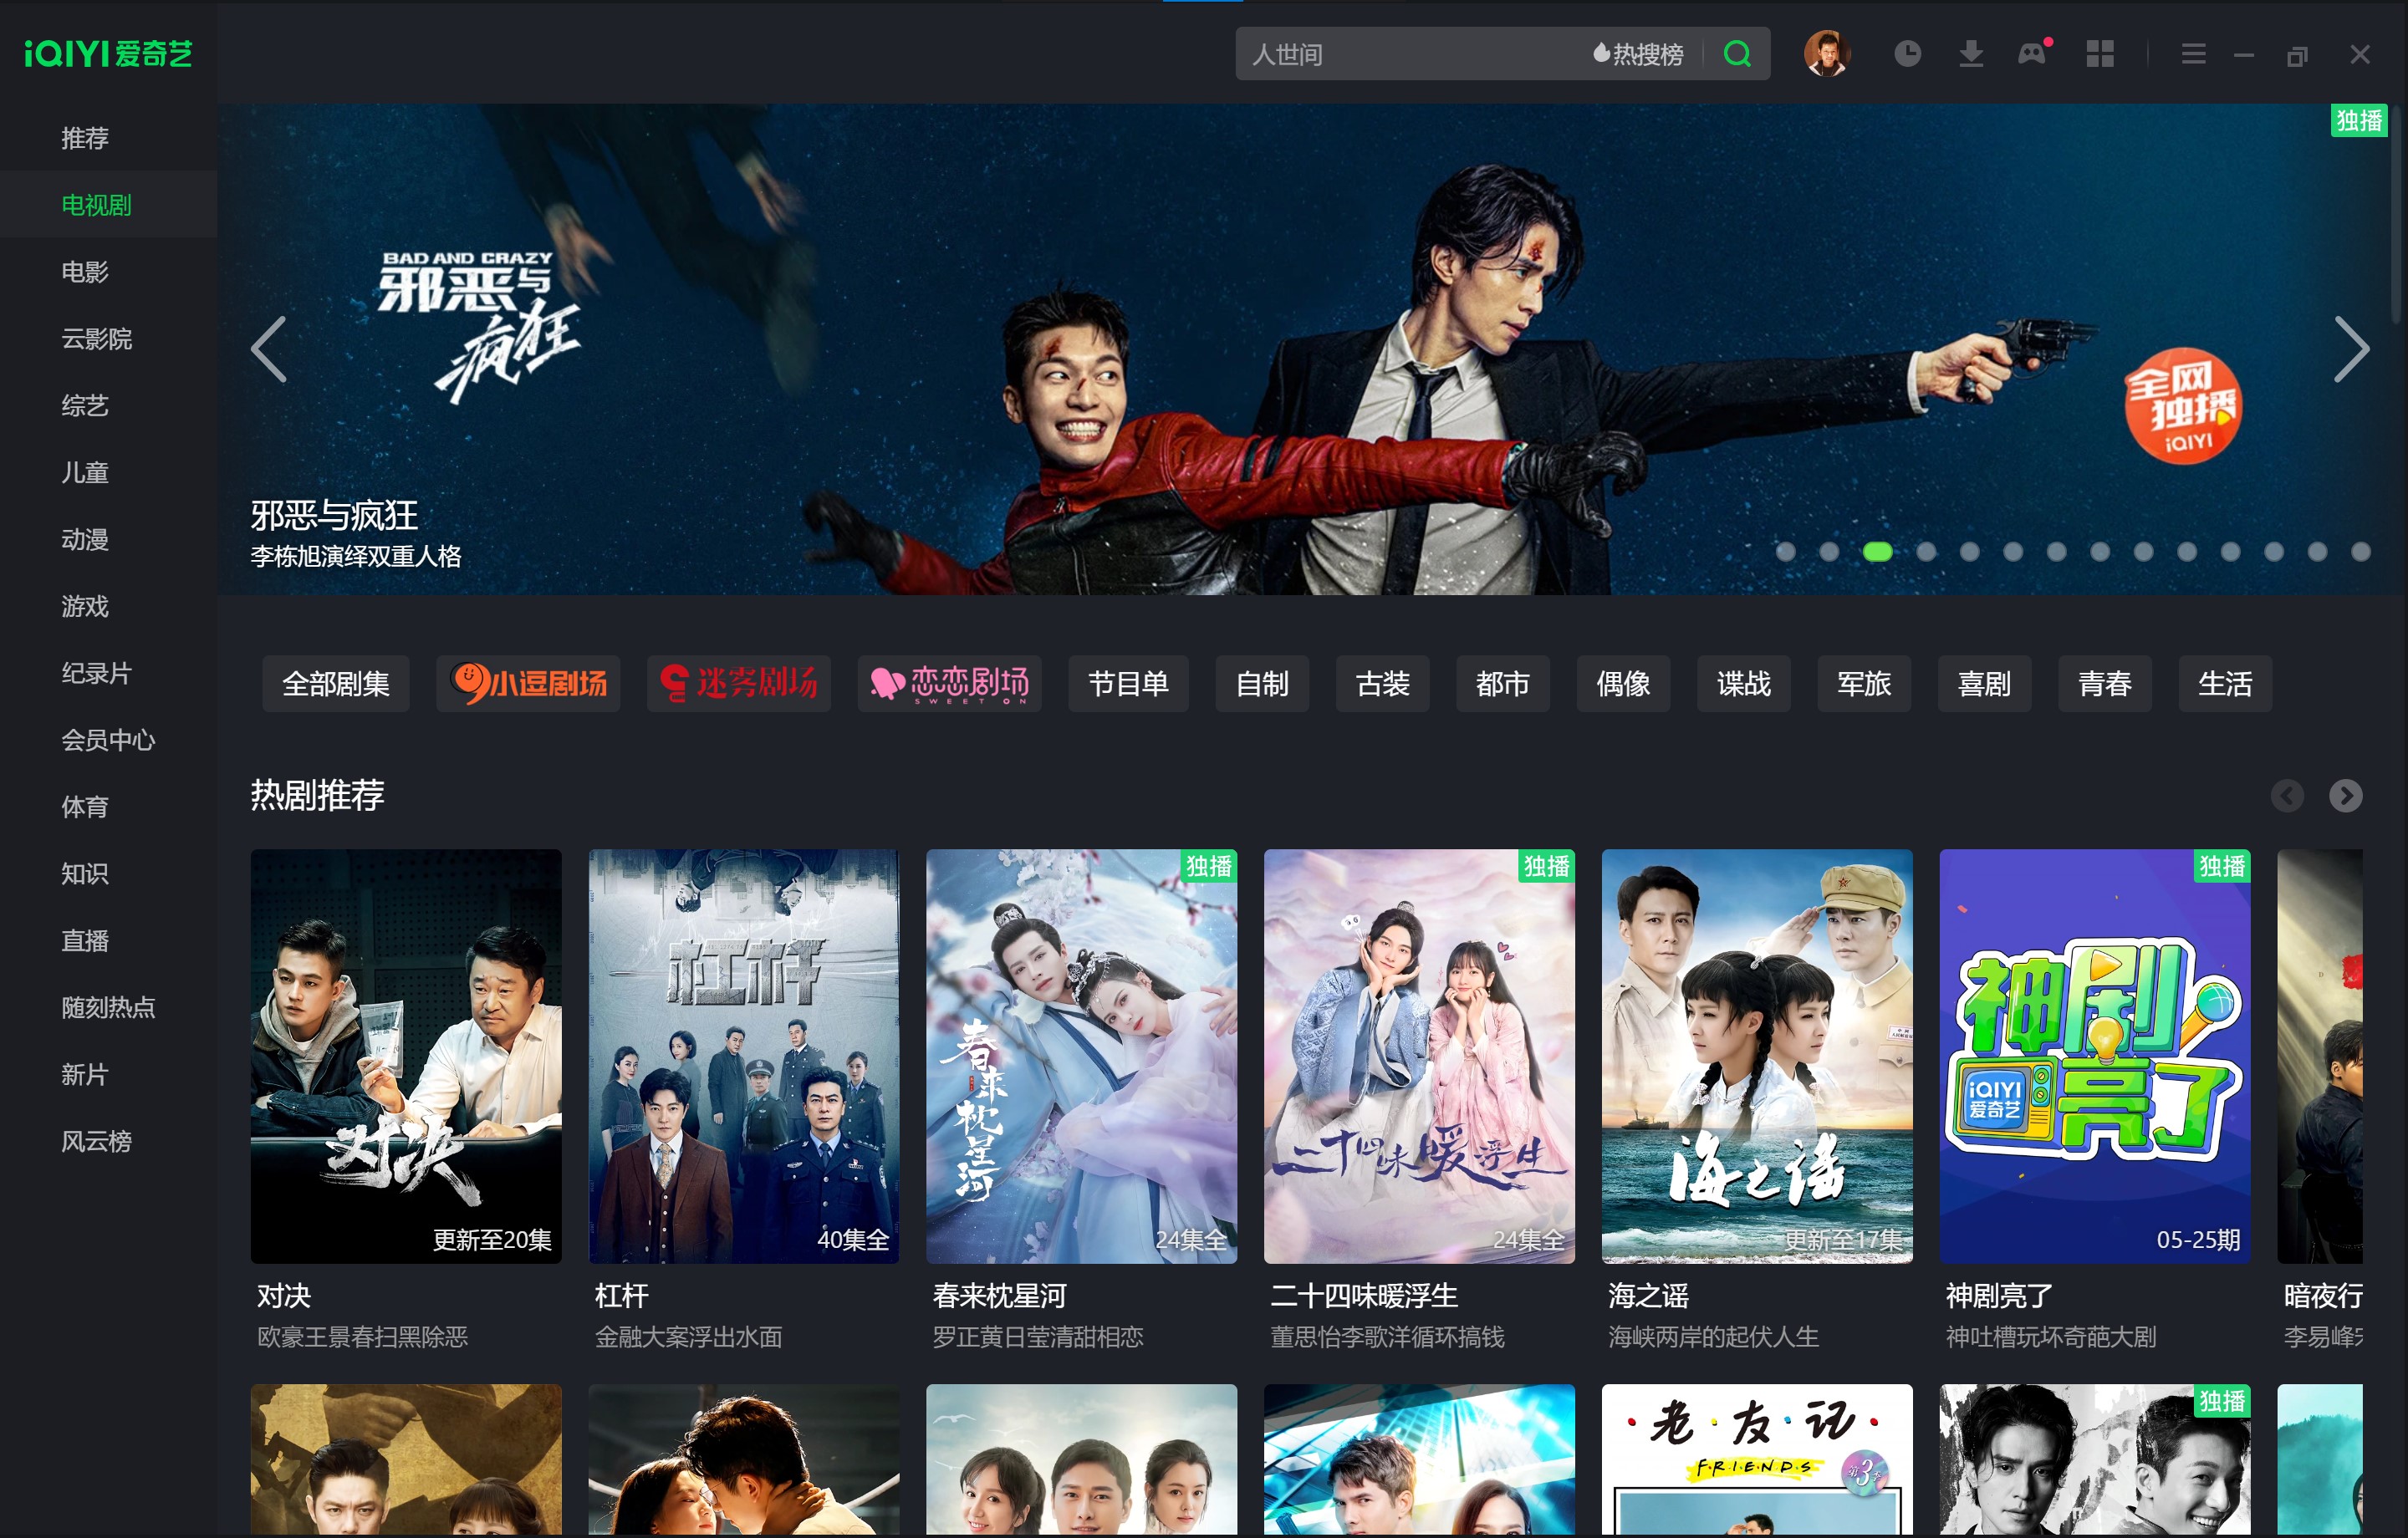 iQIYI 爱奇艺
人世间
热搜榜
推荐
电视剧
电影
云影院
综艺
儿童
动漫
游戏
纪录片
会员中心
体育
知识
直播
随刻热点
新片
风云榜
独播
BAD AND CRAZY
邪恶与
疯狂
全网
独播
iQIYI
邪恶与疯狂
李栋旭演绎双重人格
全部剧集
小逗剧场
迷雾剧场
恋恋剧场
SWEET ON
节目单
自制
古装
都市
偶像
谍战
军旅
喜剧
青春
生活
热剧推荐
对决
更新至20集
对决
欧豪王景春扫黑除恶
杠杆
40集全
杠杆
金融大案浮出水面
独播
春来枕星河
24集全
春来枕星河
罗正黄日莹清甜相恋
独播
二十四味暖浮生
24集全
二十四味暖浮生
董思怡李歌洋循环搞钱
海之谣
更新至17集
海之谣
海峡两岸的起伏人生
独播
神剧
亮了
iQIYI
爱奇艺
05-25期
神剧亮了
神吐槽玩坏奇葩大剧
暗夜行
李易峰
老友记
FRIENDS
第3季
独播